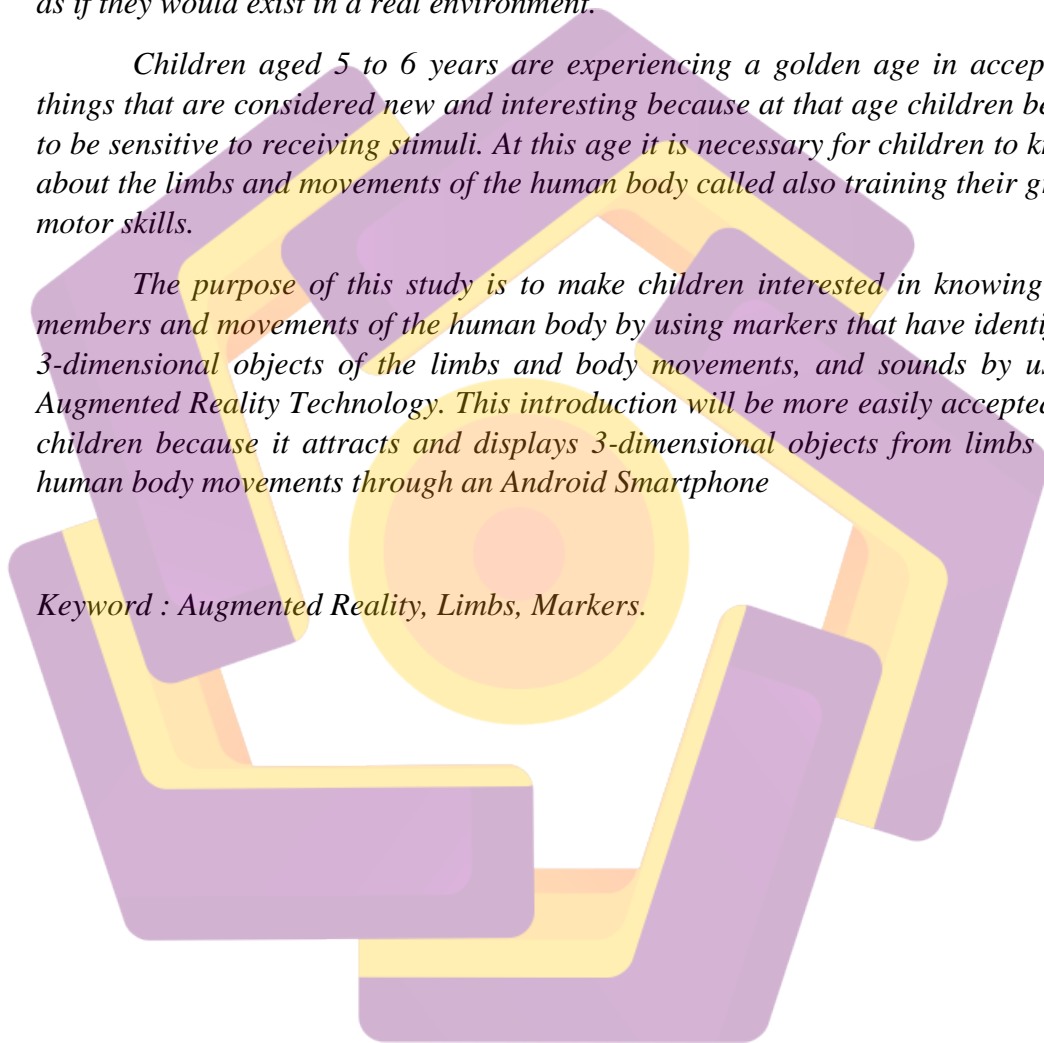 as if they would exist in a real environment.
Children aged 5 to 6 years are experiencing a golden age in accep
things that are considered new and interesting because at that age children be
to be sensitive to receiving stimuli. At this age it is necessary for children to k
about the limbs and movements of the human body called also training their g
motor skills.
The purpose of this study is to make children interested in knowing
members and movements of the human body by using markers that have identi
3-dimensional objects of the limbs and body movements, and sounds by u
Augmented Reality Technology. This introduction will be more easily accepted
children because it attracts and displays 3-dimensional objects from limbs
human body movements through an Android Smartphone
Keyword : Augmented Reality, Limbs, Markers.